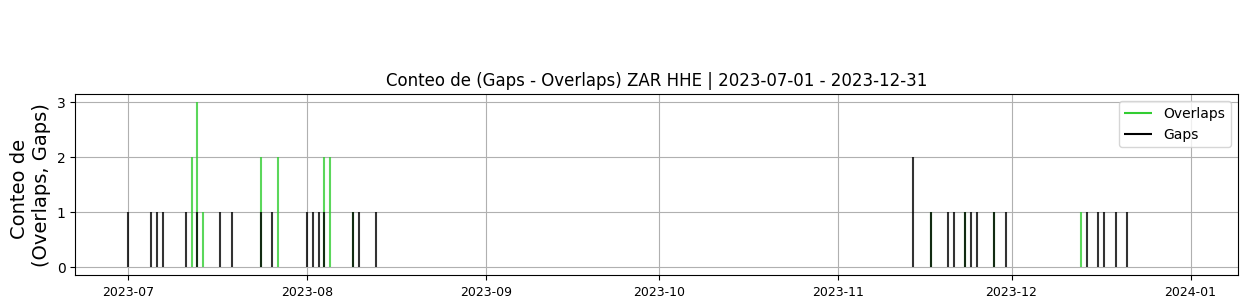 Conteo de (Gaps - Overlaps) ZAR HHE | 2023-07-01 - 2023-12-31
Conteo de
(Overlaps, Gaps)
3
2
1
0
Overlaps
Gaps
2023-07
2023-08
2023-09
2023-10
2023-11
2023-12
2024-01